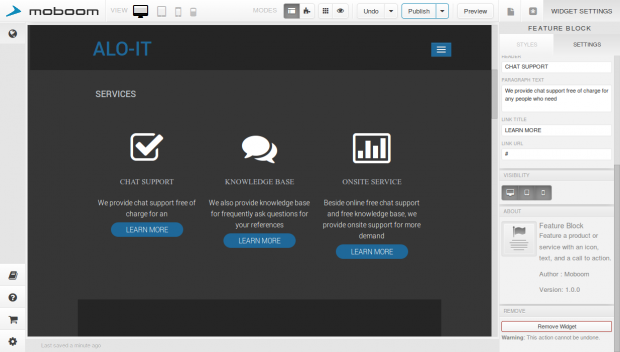 moboom VIEW MODES Undo Publish Preview WIDGET SETTINGS
FEATURE BLOCK
STYLES SETTINGS
ALO-IT
SERVICES
CHAT SUPPORT
We provide chat support free of
charge for an
LEARN MORE
KNOWLEDGE BASE
We also provide knowledge base
for frequently ask questions for
your references
LEARN MORE
ONSITE SERVICE
Beside online free chat support
and free knowledge base, we
provide onsite support for more
demand
LEARN MORE
CHAT SUPPORT
PARAGRAPH TEXT
We provide chat support free of charge for
any people who need
LINK TITLE
LEARN MORE
LINK URL
#
VISIBILITY
ABOUT
Feature Block
Feature a product or
service with an icon,
text, and a call to action.
Author : Moboom
Version: 1.0.0
REMOVE
Remove Widget
Warning: This action cannot be undone.
Last saved a minute ago